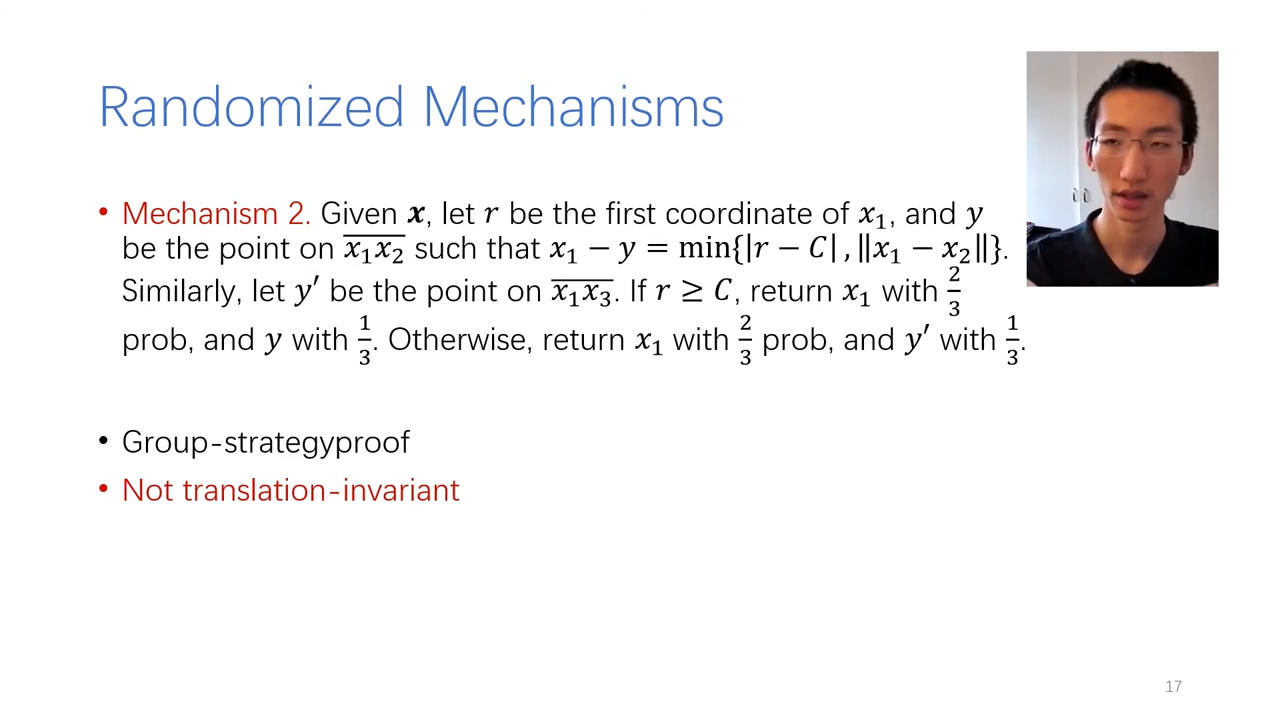 Randomized Mechanisms
• Mechanism 2. Given 𝒙, let 𝑟 be the first coordinate of 𝑥₁, and 𝑦
be the point on \overline{𝑥₁𝑥₂} such that 𝑥₁ − 𝑦 = min{|𝑟 − 𝐶|, ‖𝑥₁ − 𝑥₂‖}.
Similarly, let 𝑦′ be the point on \overline{𝑥₁𝑥₃}. If 𝑟 ≥ 𝐶, return 𝑥₁ with 2/3
prob, and 𝑦 with 1/3. Otherwise, return 𝑥₁ with 2/3 prob, and 𝑦′ with 1/3.
• Group-strategyproof
• Not translation-invariant
17